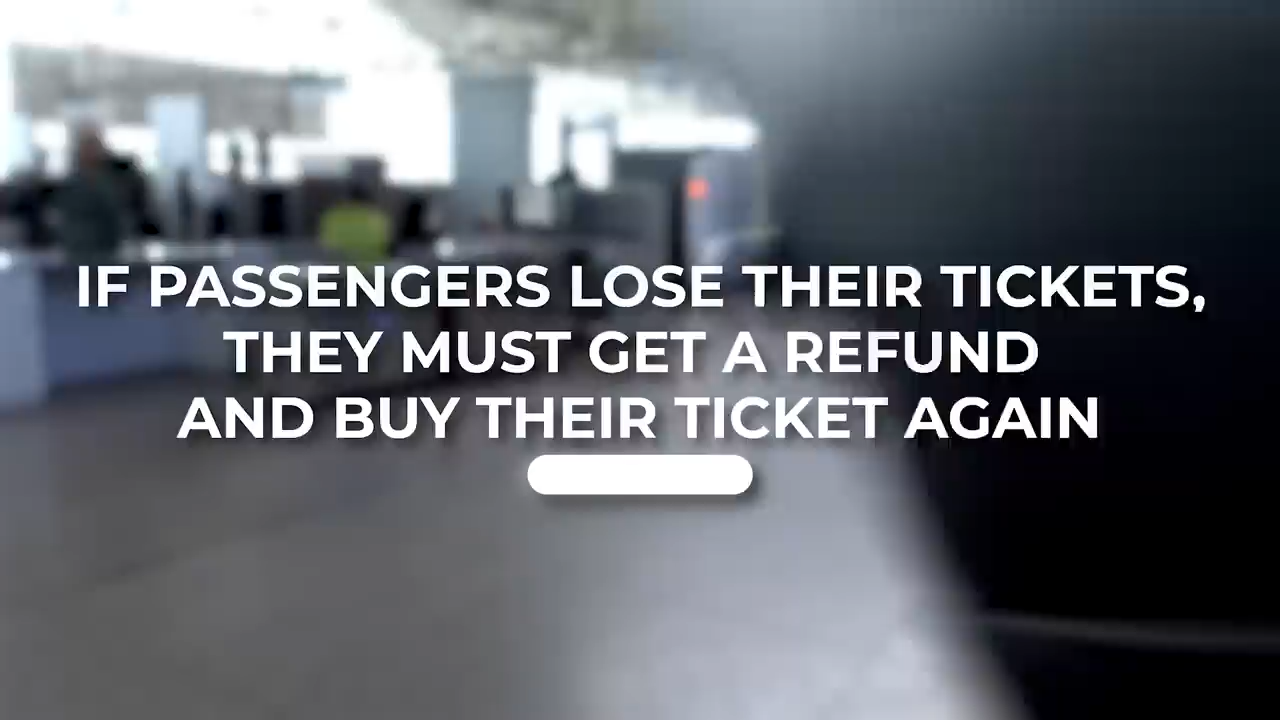 IF PASSENGERS LOSE THEIR TICKETS,
THEY MUST GET A REFUND
AND BUY THEIR TICKET AGAIN